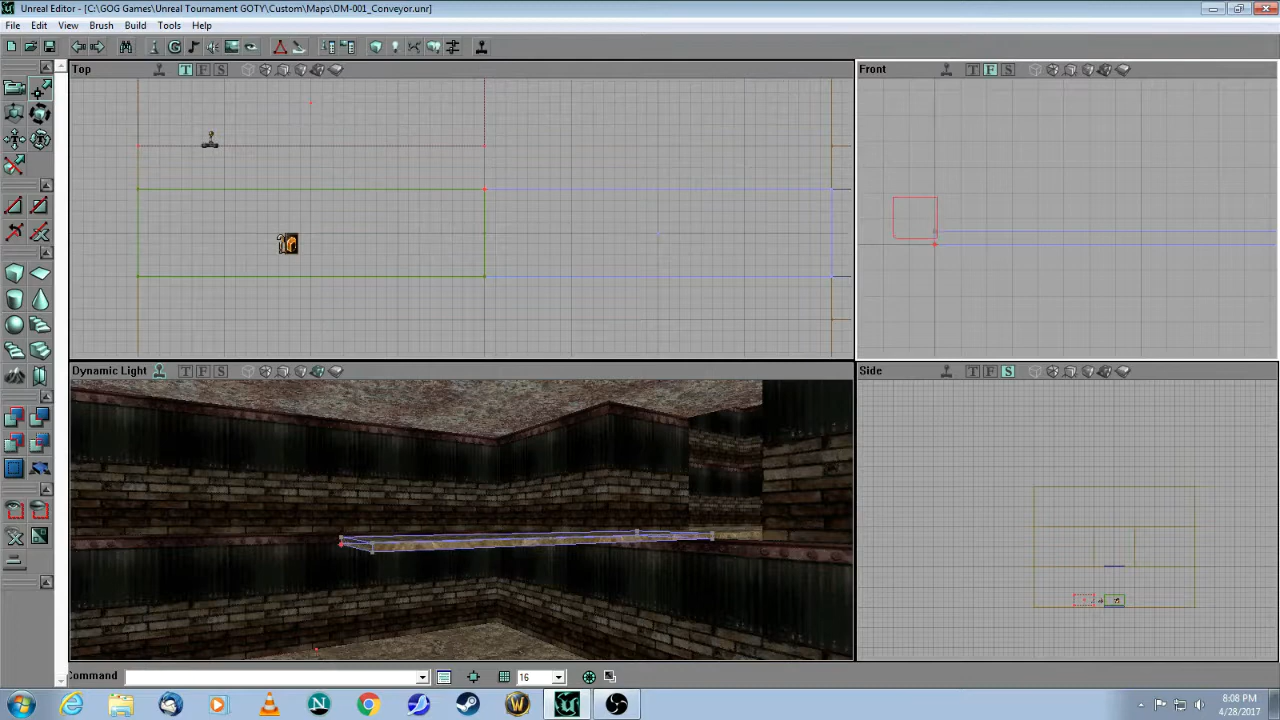 Unreal Editor - [C:\GOG Games\Unreal Tournament GOTY\Custom\Maps\DM-001_Conveyor.unr]
File Edit View Brush Build Tools Help
Top T F S
Front T F S
Dynamic Light T F S
Side T F S
Command 16
8:08 PM
4/28/2017